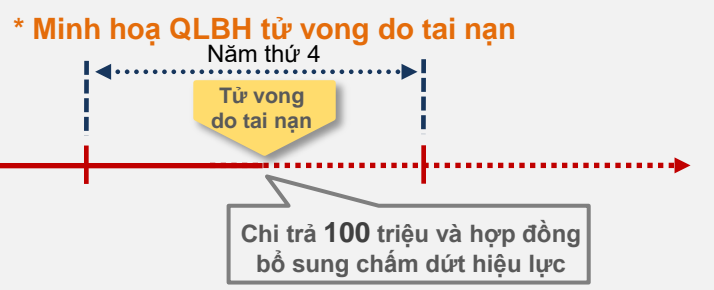 * Minh hoạ QLBH tử vong do tai nạn
Năm thứ 4
Tử vong
do tai nạn
Chi trả 100 triệu và hợp đồng
bổ sung chấm dứt hiệu lực